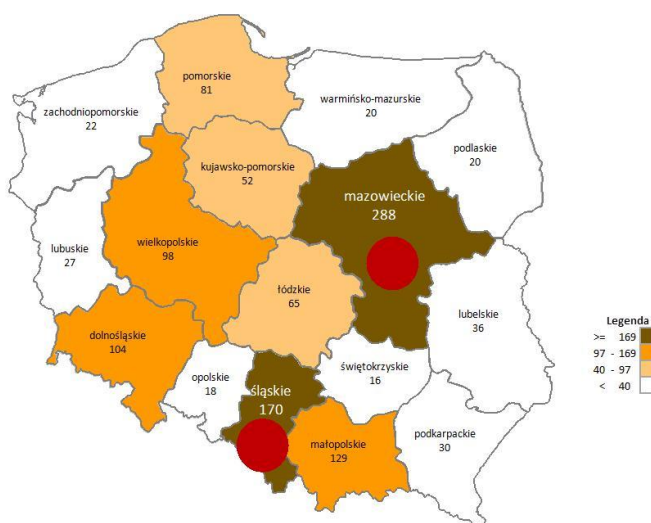 pomorskie
81
zachodniopomorskie
22
warmińsko-mazurskie
20
podlaskie
20
kujawsko-pomorskie
52
mazowieckie
288
wielkopolskie
98
lubuskie
27
łódzkie
65
lubelskie
36
dolnośląskie
104
opolskie
18
śląskie
170
świętokrzyskie
16
małopolskie
129
podkarpackie
30
Legenda
>= 169
97 - 169
40 - 97
< 40